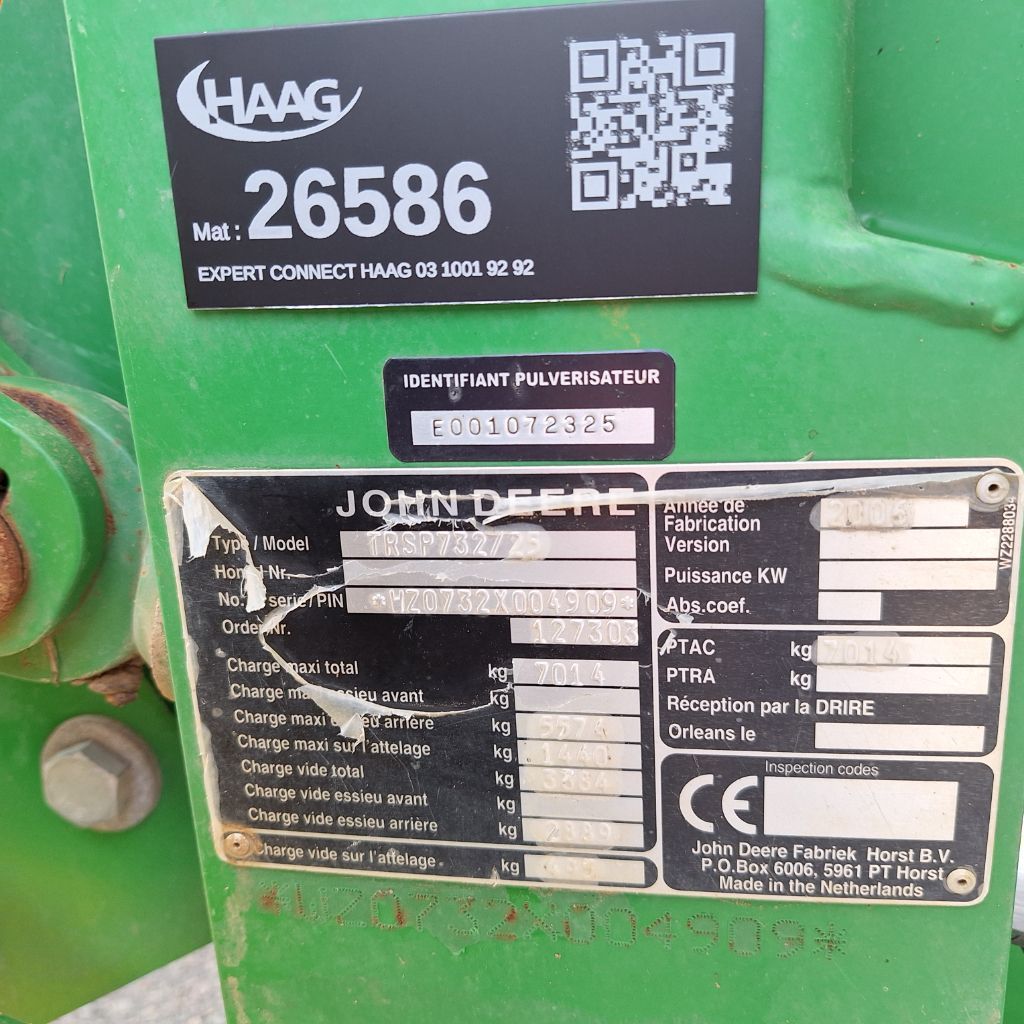 HAAG
Mat : 26586
EXPERT CONNECT HAAG 03 1001 92 92
IDENTIFIANT PULVERISATEUR
E001072325
JOHN DEERE
Type / Model TRSP732/25
Nr.
No. serie / PIN *WZ0732X004909*
Order Nr. 127303
Charge maxi total kg 7014
Charge maxi essieu avant kg
Charge maxi essieu arrière kg 5574
Charge maxi sur l'attelage kg 1440
Charge vide total kg 3384
Charge vide essieu avant kg
Charge vide essieu arrière kg 2889
Charge vide sur l'attelage kg
Année de
Fabrication 2006
Version
Puissance KW
Abs.coef.
PTAC kg 7014
PTRA kg
Réception par la DRIRE
Orleans le
CE
Inspection codes
John Deere Fabriek Horst B.V.
P.O.Box 6006, 5961 PT Horst
Made in the Netherlands
WZ2288034
*WZ0732X004909*